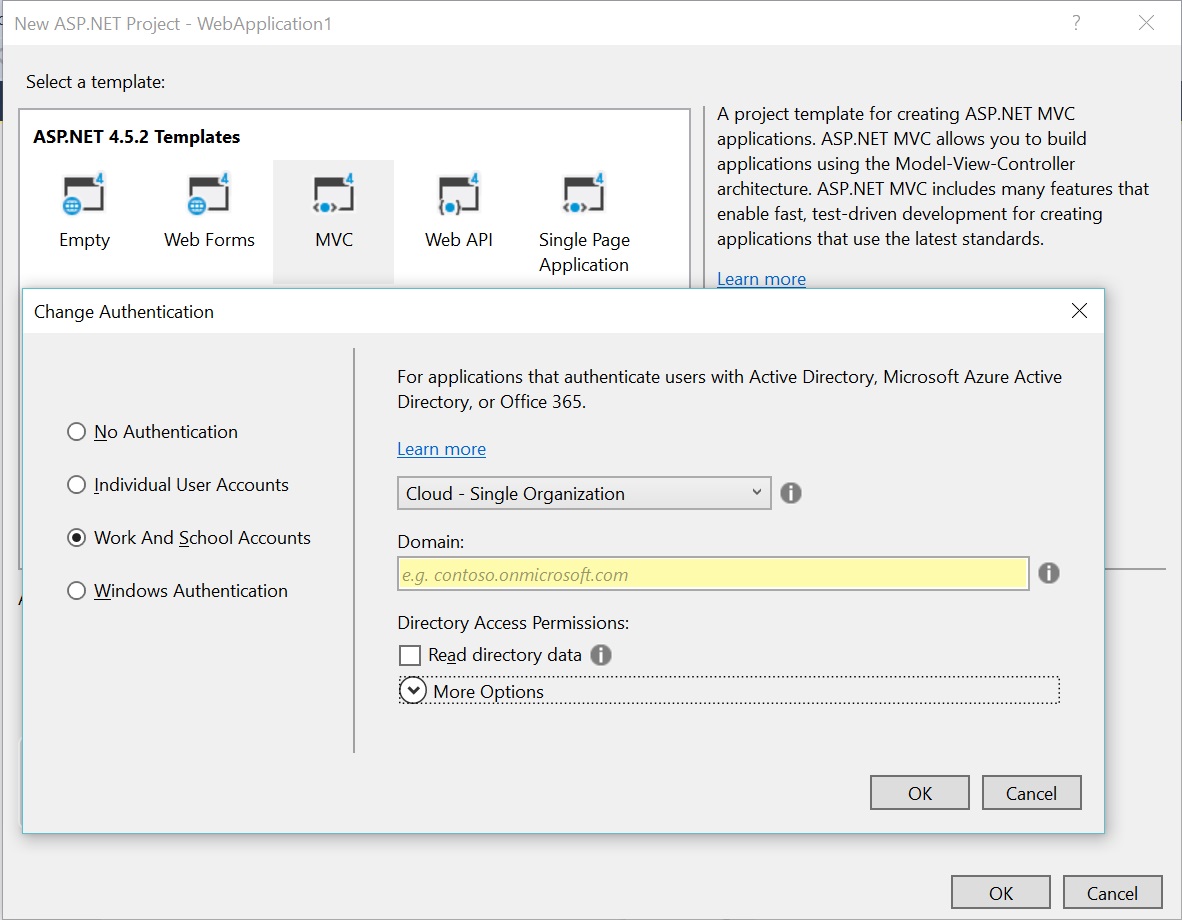 New ASP.NET Project - WebApplication1
?
Select a template:
ASP.NET 4.5.2 Templates
4 4 4 4 4
Empty
Web Forms
MVC
Web API
Single Page
Application
A project template for creating ASP.NET MVC
applications. ASP.NET MVC allows you to build
applications using the Model-View-Controller
architecture. ASP.NET MVC includes many features that
enable fast, test-driven development for creating
applications that use the latest standards.
Learn more
Change Authentication
No Authentication
Individual User Accounts
Work And School Accounts
Windows Authentication
For applications that authenticate users with Active Directory, Microsoft Azure Active
Directory, or Office 365.
Learn more
Cloud - Single Organization
Domain:
e.g. contoso.onmicrosoft.com
Directory Access Permissions:
Read directory data
More Options
OK
Cancel
OK
Cancel